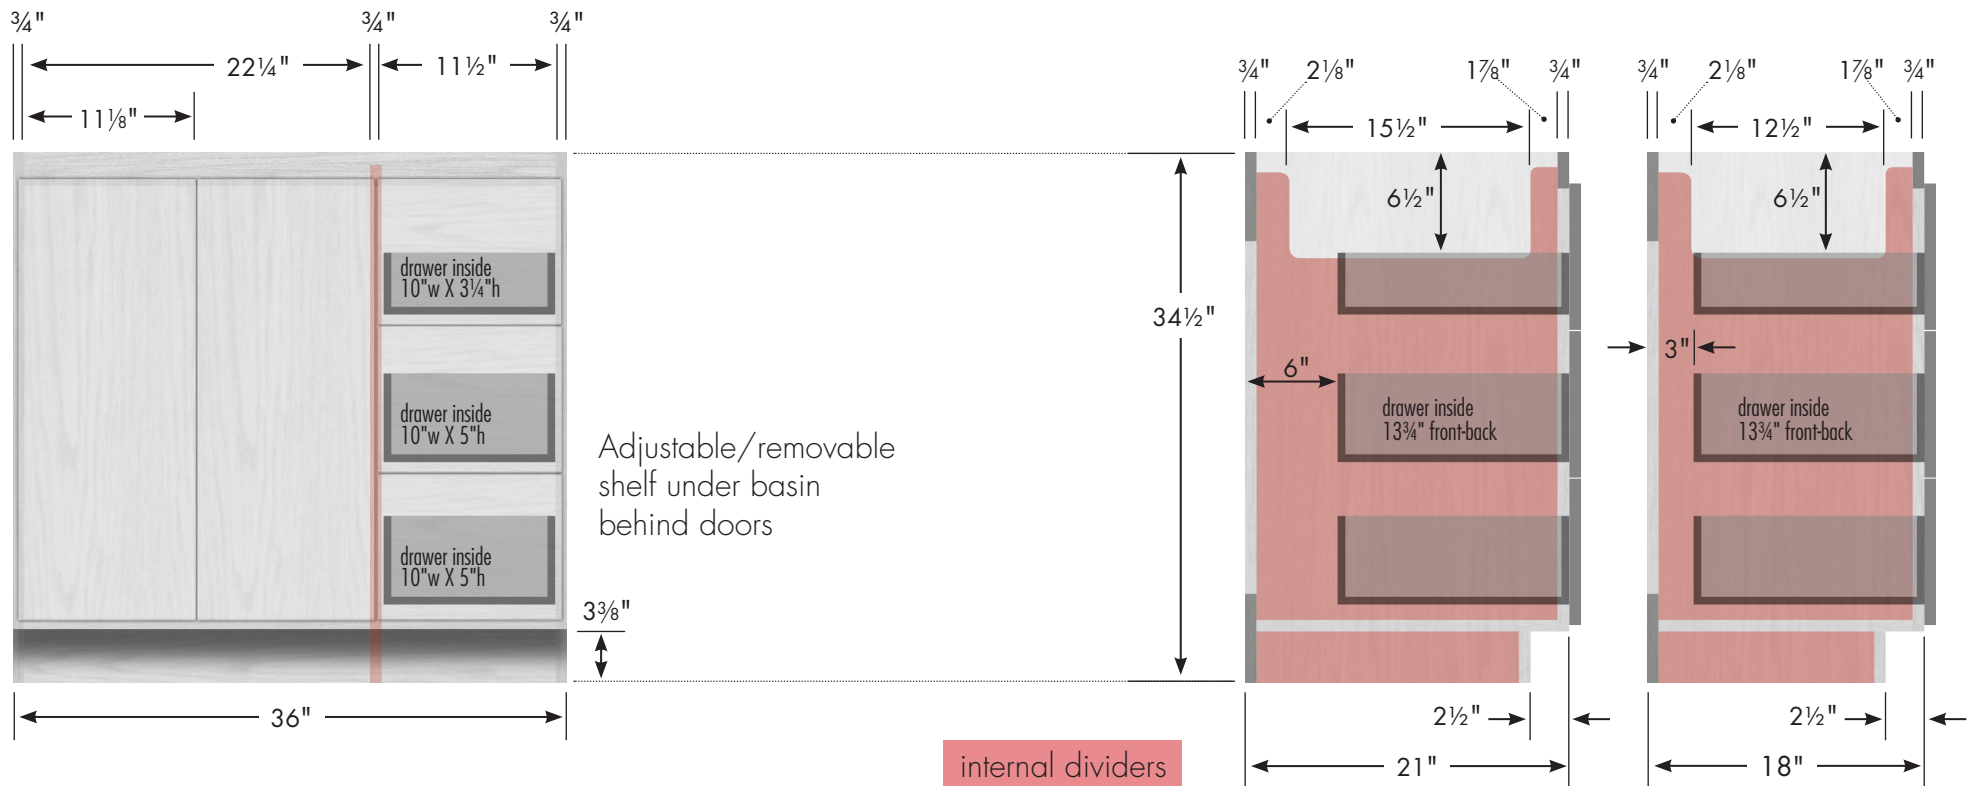 ¾" ¾" ¾"
22¼" 11½"
11⅛"
drawer inside
10"w X 3¼"h
drawer inside
10"w X 5"h
drawer inside
10"w X 5"h
36"
Adjustable/removable
shelf under basin
behind doors
3⅜"
34½"
internal dividers
¾" 2⅛" 1⅞" ¾"
15½"
6½"
6"
drawer inside
13¾" front-back
2½"
21"
¾" 2⅛" 1⅞" ¾"
12½"
6½"
3"
drawer inside
13¾" front-back
2½"
18"